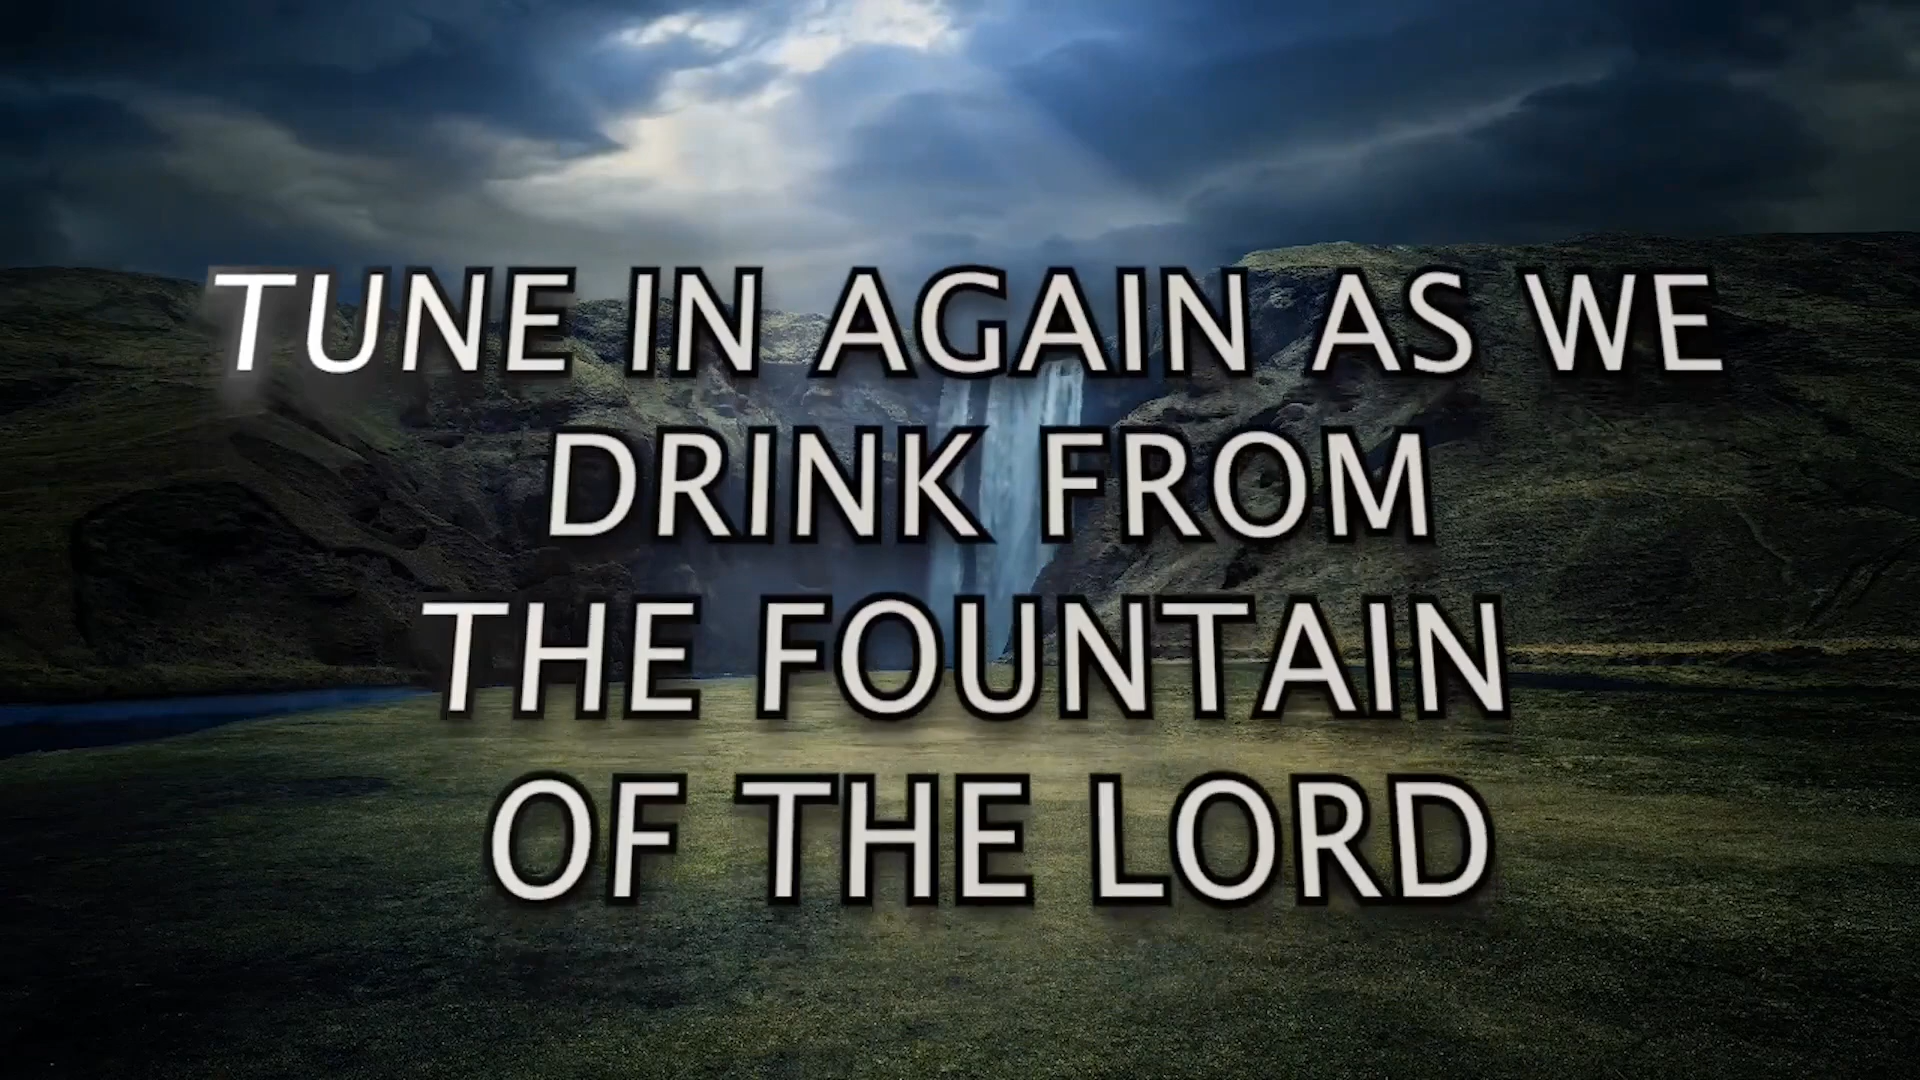 TUNE IN AGAIN AS WE
DRINK FROM
THE FOUNTAIN
OF THE LORD